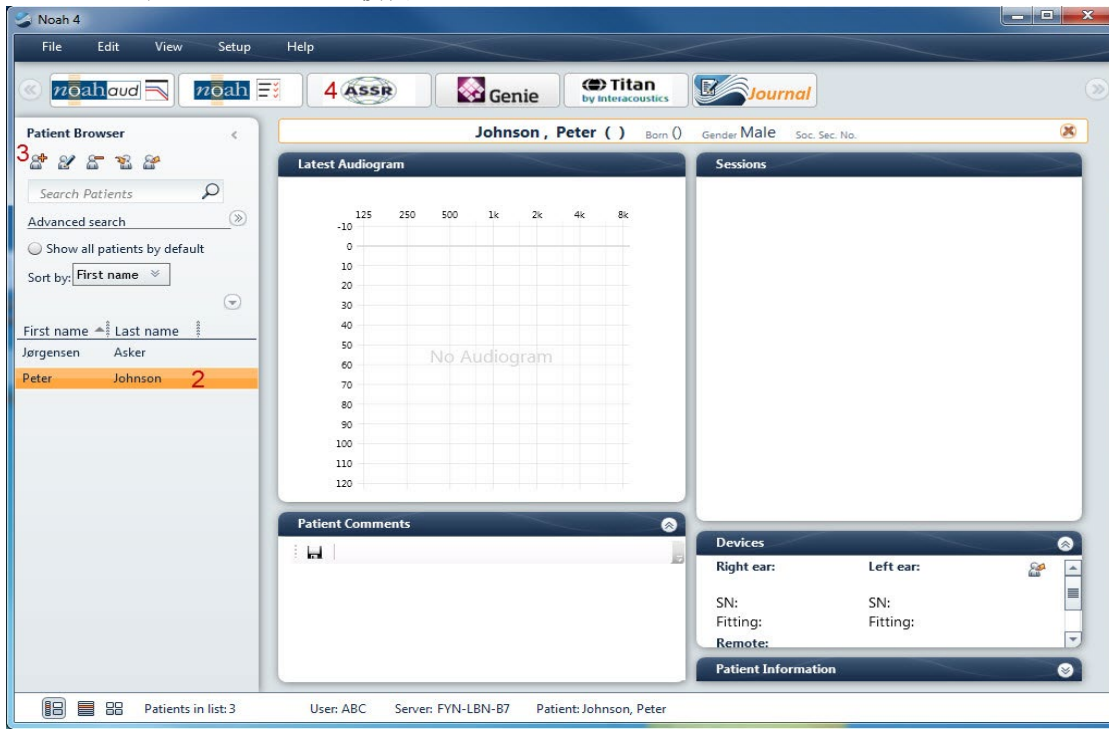 Noah 4
File Edit View Setup Help
noahaud noah 4 ASSR Genie Titan by Interacoustics Journal
Patient Browser
3
Search Patients
Advanced search
Show all patients by default
Sort by: First name
First name Last name
Jørgensen Asker
Peter Johnson 2
Johnson , Peter ( ) Born () Gender Male Soc. Sec. No.
Latest Audiogram
125 250 500 1k 2k 4k 8k
-10
0
10
20
30
40
50
60
70
80
90
100
110
120
No Audiogram
Patient Comments
Sessions
Devices
Right ear: Left ear:
SN: SN:
Fitting: Fitting:
Remote:
Patient Information
Patients in list: 3 User: ABC Server: FYN-LBN-B7 Patient: Johnson, Peter